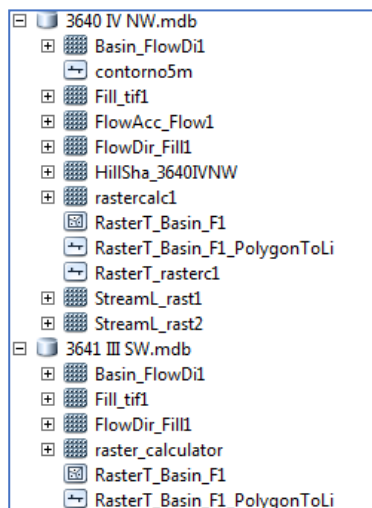 3640 IV NW.mdb
Basin_FlowDi1
contorno5m
Fill_tif1
FlowAcc_Flow1
FlowDir_Fill1
HillSha_3640IVNW
rastercalc1
RasterT_Basin_F1
RasterT_Basin_F1_PolygonToLi
RasterT_rasterc1
StreamL_rast1
StreamL_rast2
3641 III SW.mdb
Basin_FlowDi1
Fill_tif1
FlowDir_Fill1
raster_calculator
RasterT_Basin_F1
RasterT_Basin_F1_PolygonToLi